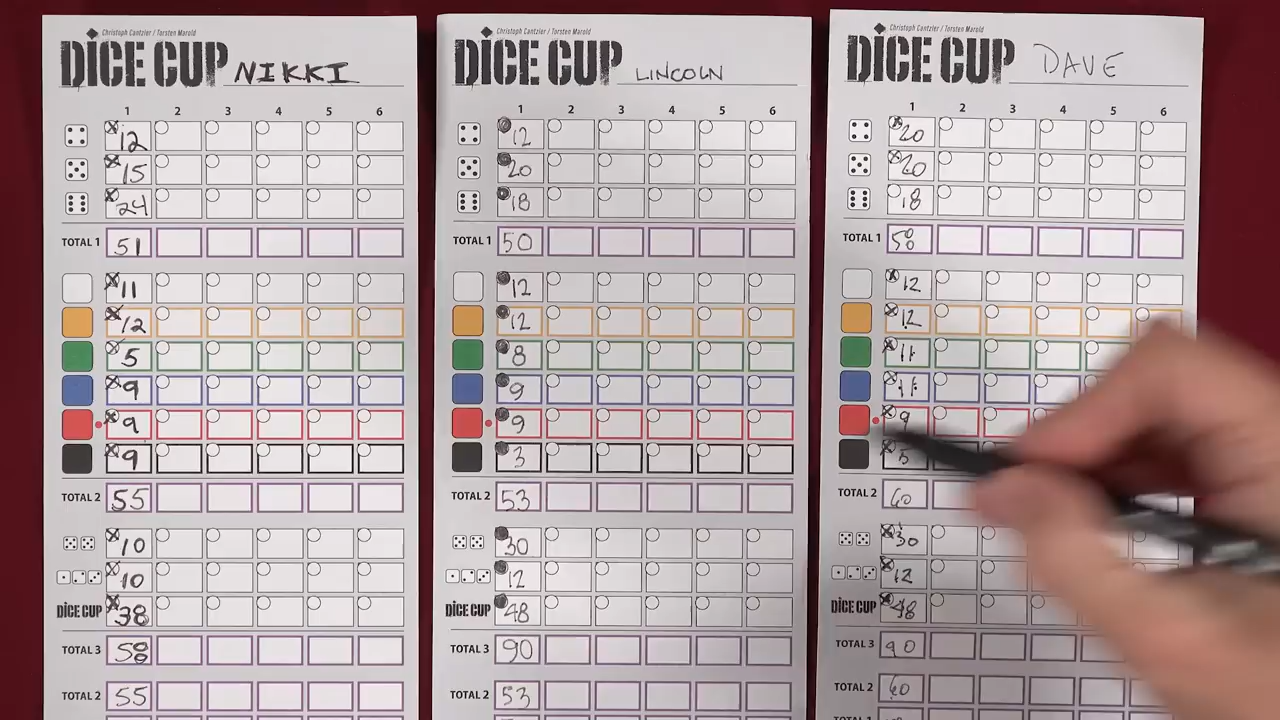 Christoph Cantzler / Torsten Marold
DICE CUP NIKKI
1 2 3 4 5 6
12
15
24
TOTAL 1 51
11
12
5
9
9
9
TOTAL 2 55
10
10
DICE CUP 38
TOTAL 3 58
TOTAL 2 55
Christoph Cantzler / Torsten Marold
DICE CUP LINCOLN
1 2 3 4 5 6
12
20
18
TOTAL 1 50
12
12
8
9
9
3
TOTAL 2 53
30
12
DICE CUP 48
TOTAL 3 90
TOTAL 2 53
Christoph Cantzler / Torsten Marold
DICE CUP DAVE
1 2 3 4 5 6
20
20
18
TOTAL 1 58
12
12
11
11
9
5
TOTAL 2 60
30
12
DICE CUP 48
TOTAL 3 90
TOTAL 2 60